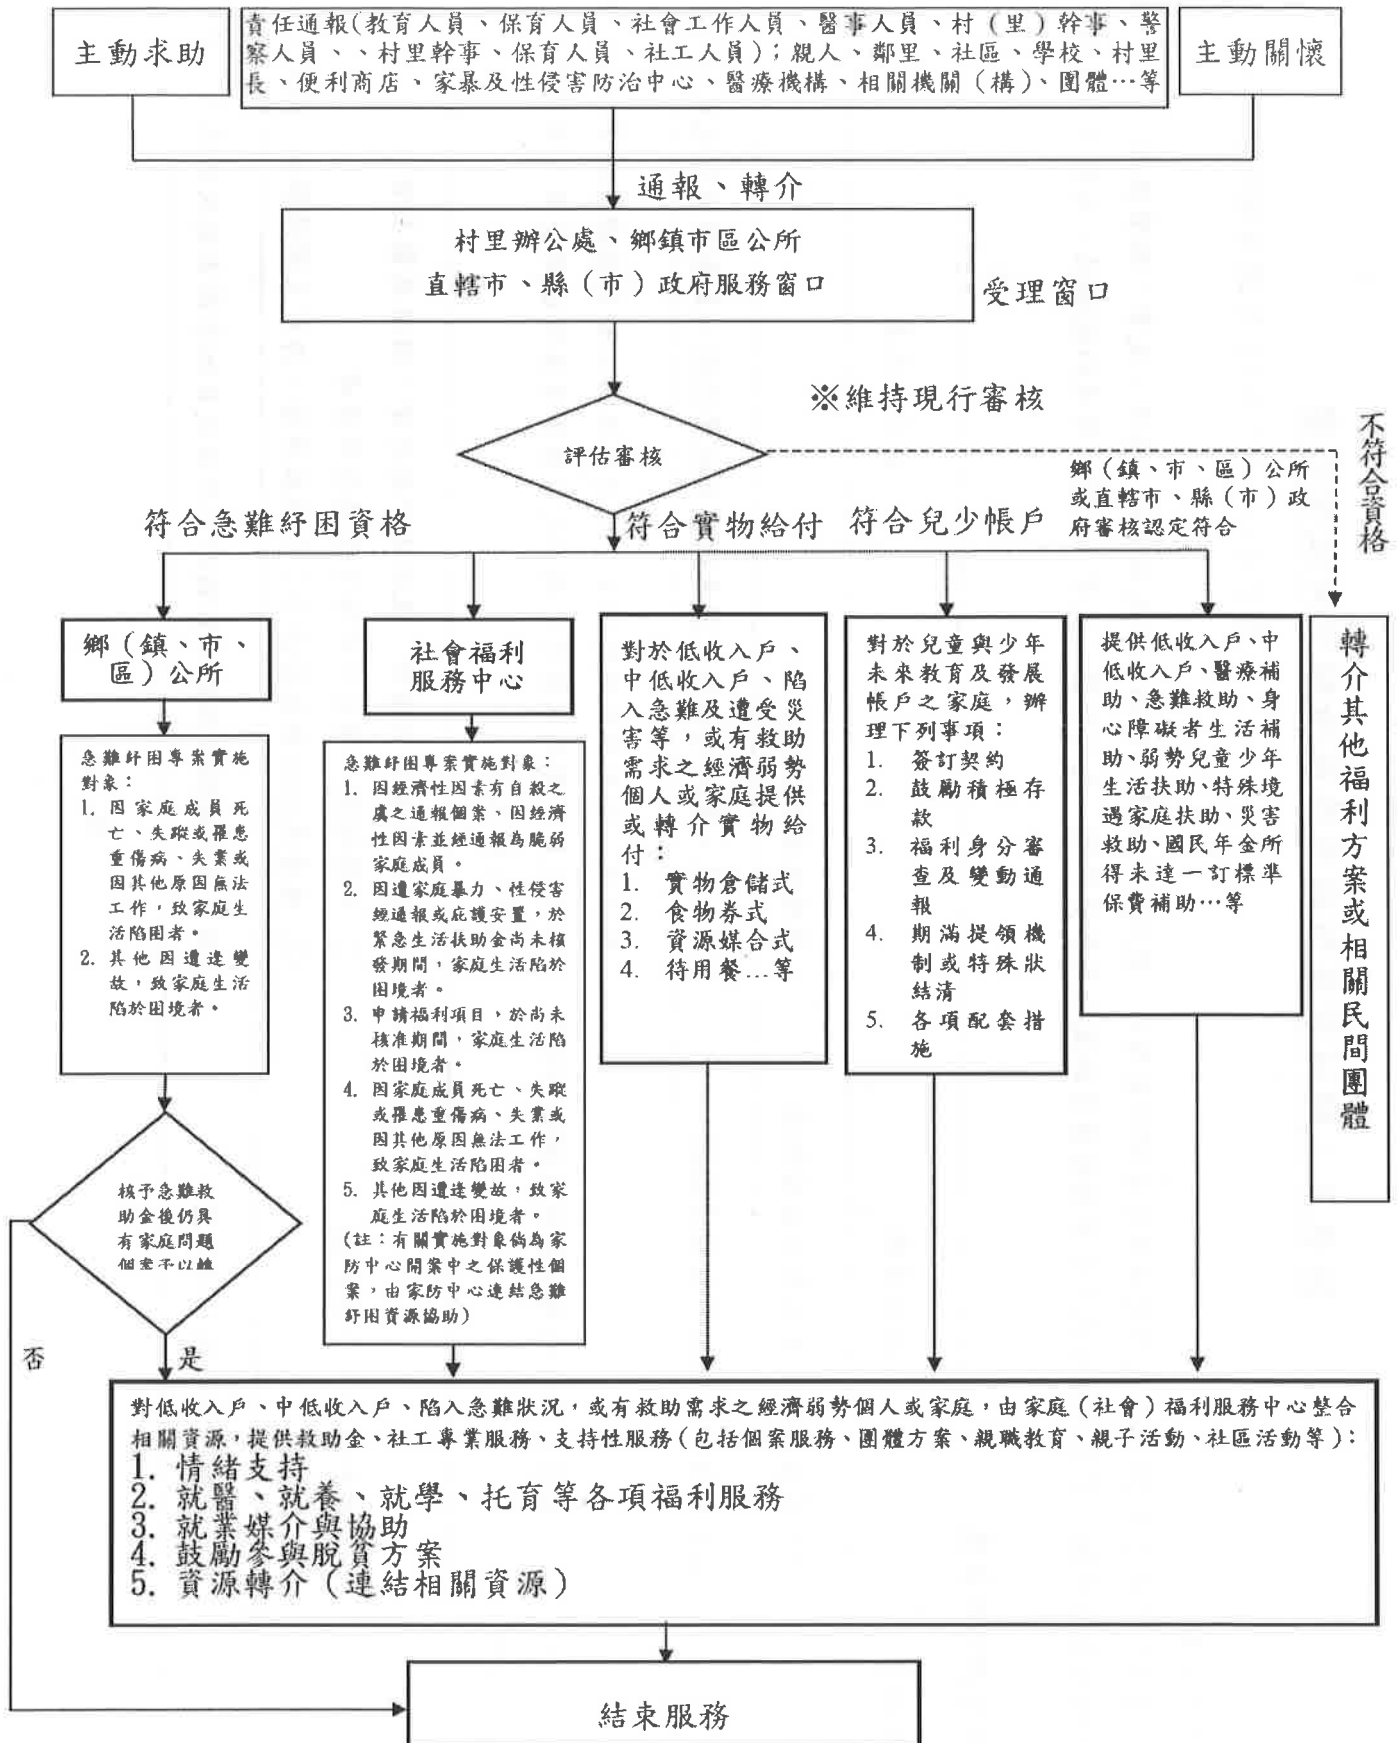 主動求助
責任通報(教育人員、保育人員、社會工作人員、醫事人員、村（里）幹事、警
察人員、、村里幹事、保育人員、社工人員)；親人、鄰里、社區、學校、村里
長、便利商店、家暴及性侵害防治中心、醫療機構、相關機關（構）、團體…等
主動關懷
通報、轉介
村里辦公處、鄉鎮市區公所
直轄市、縣（市）政府服務窗口
受理窗口
※維持現行審核
評估審核
不符合資格
鄉（鎮、市、區）公所
或直轄市、縣（市）政
府審核認定符合
符合急難紓困資格
符合實物給付
符合兒少帳戶
鄉（鎮、市、
區）公所
社會福利
服務中心
對於低收入戶、
中低收入戶、陷
入急難及遭受災
害等，或有救助
需求之經濟弱勢
個人或家庭提供
或轉介實物給
付：
1. 實物倉儲式
2. 食物券式
3. 資源媒合式
4. 待用餐…等
對於兒童與少年
未來教育及發展
帳戶之家庭，辦
理下列事項：
1. 簽訂契約
2. 鼓勵積極存
款
3. 福利身分審
查及變動通
報
4. 期滿提領機
制或特殊狀
結清
5. 各項配套措
施
提供低收入戶、中
低收入戶、醫療補
助、急難救助、身
心障礙者生活補
助、弱勢兒童少年
生活扶助、特殊境
遇家庭扶助、災害
救助、國民年金所
得未達一訂標準
保費補助…等
轉介其他福利方案或相關民間團體
急難紓困專案實施
對象：
1. 因家庭成員死
亡、失蹤或罹患
重傷病、失業或
因其他原因無法
工作，致家庭生
活陷困者。
2. 其他因遭逢變
故，致家庭生活
陷於困境者。
急難紓困專案實施對象：
1. 因經濟性因素有自殺之
虞之通報個案、因經濟
性因素並經通報為脆弱
家庭成員。
2. 因遭家庭暴力、性侵害
經通報或庇護安置，於
緊急生活扶助金尚未核
發期間，家庭生活陷於
困境者。
3. 申請福利項目，於尚未
核准期間，家庭生活陷
於困境者。
4. 因家庭成員死亡、失蹤
或罹患重傷病、失業或
因其他原因無法工作，
致家庭生活陷困者。
5. 其他因遭逢變故，致家
庭生活陷於困境者。
(註：有關實施對象倘為家
防中心開案中之保護性個
案，由家防中心連結急難
紓困資源協助)
核予急難救
助金後仍具
有家庭問題
個案予以轉
否
是
對低收入戶、中低收入戶、陷入急難狀況，或有救助需求之經濟弱勢個人或家庭，由家庭(社會)福利服務中心整合
相關資源，提供救助金、社工專業服務、支持性服務(包括個案服務、團體方案、親職教育、親子活動、社區活動等)：
1. 情緒支持
2. 就醫、就養、就學、托育等各項福利服務
3. 就業媒介與協助
4. 鼓勵參與脫貧方案
5. 資源轉介（連結相關資源）
結束服務